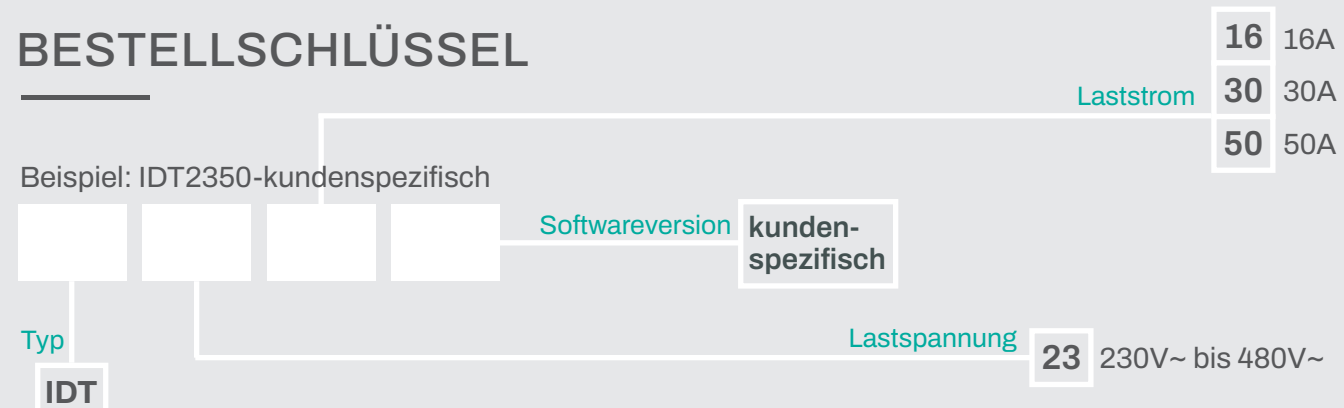 BESTELLSCHLÜSSEL
16 16A
Laststrom 30 30A
50 50A
Beispiel: IDT2350-kundenspezifisch
Softwareversion kunden-
spezifisch
Typ
Lastspannung 23 230V~ bis 480V~
IDT